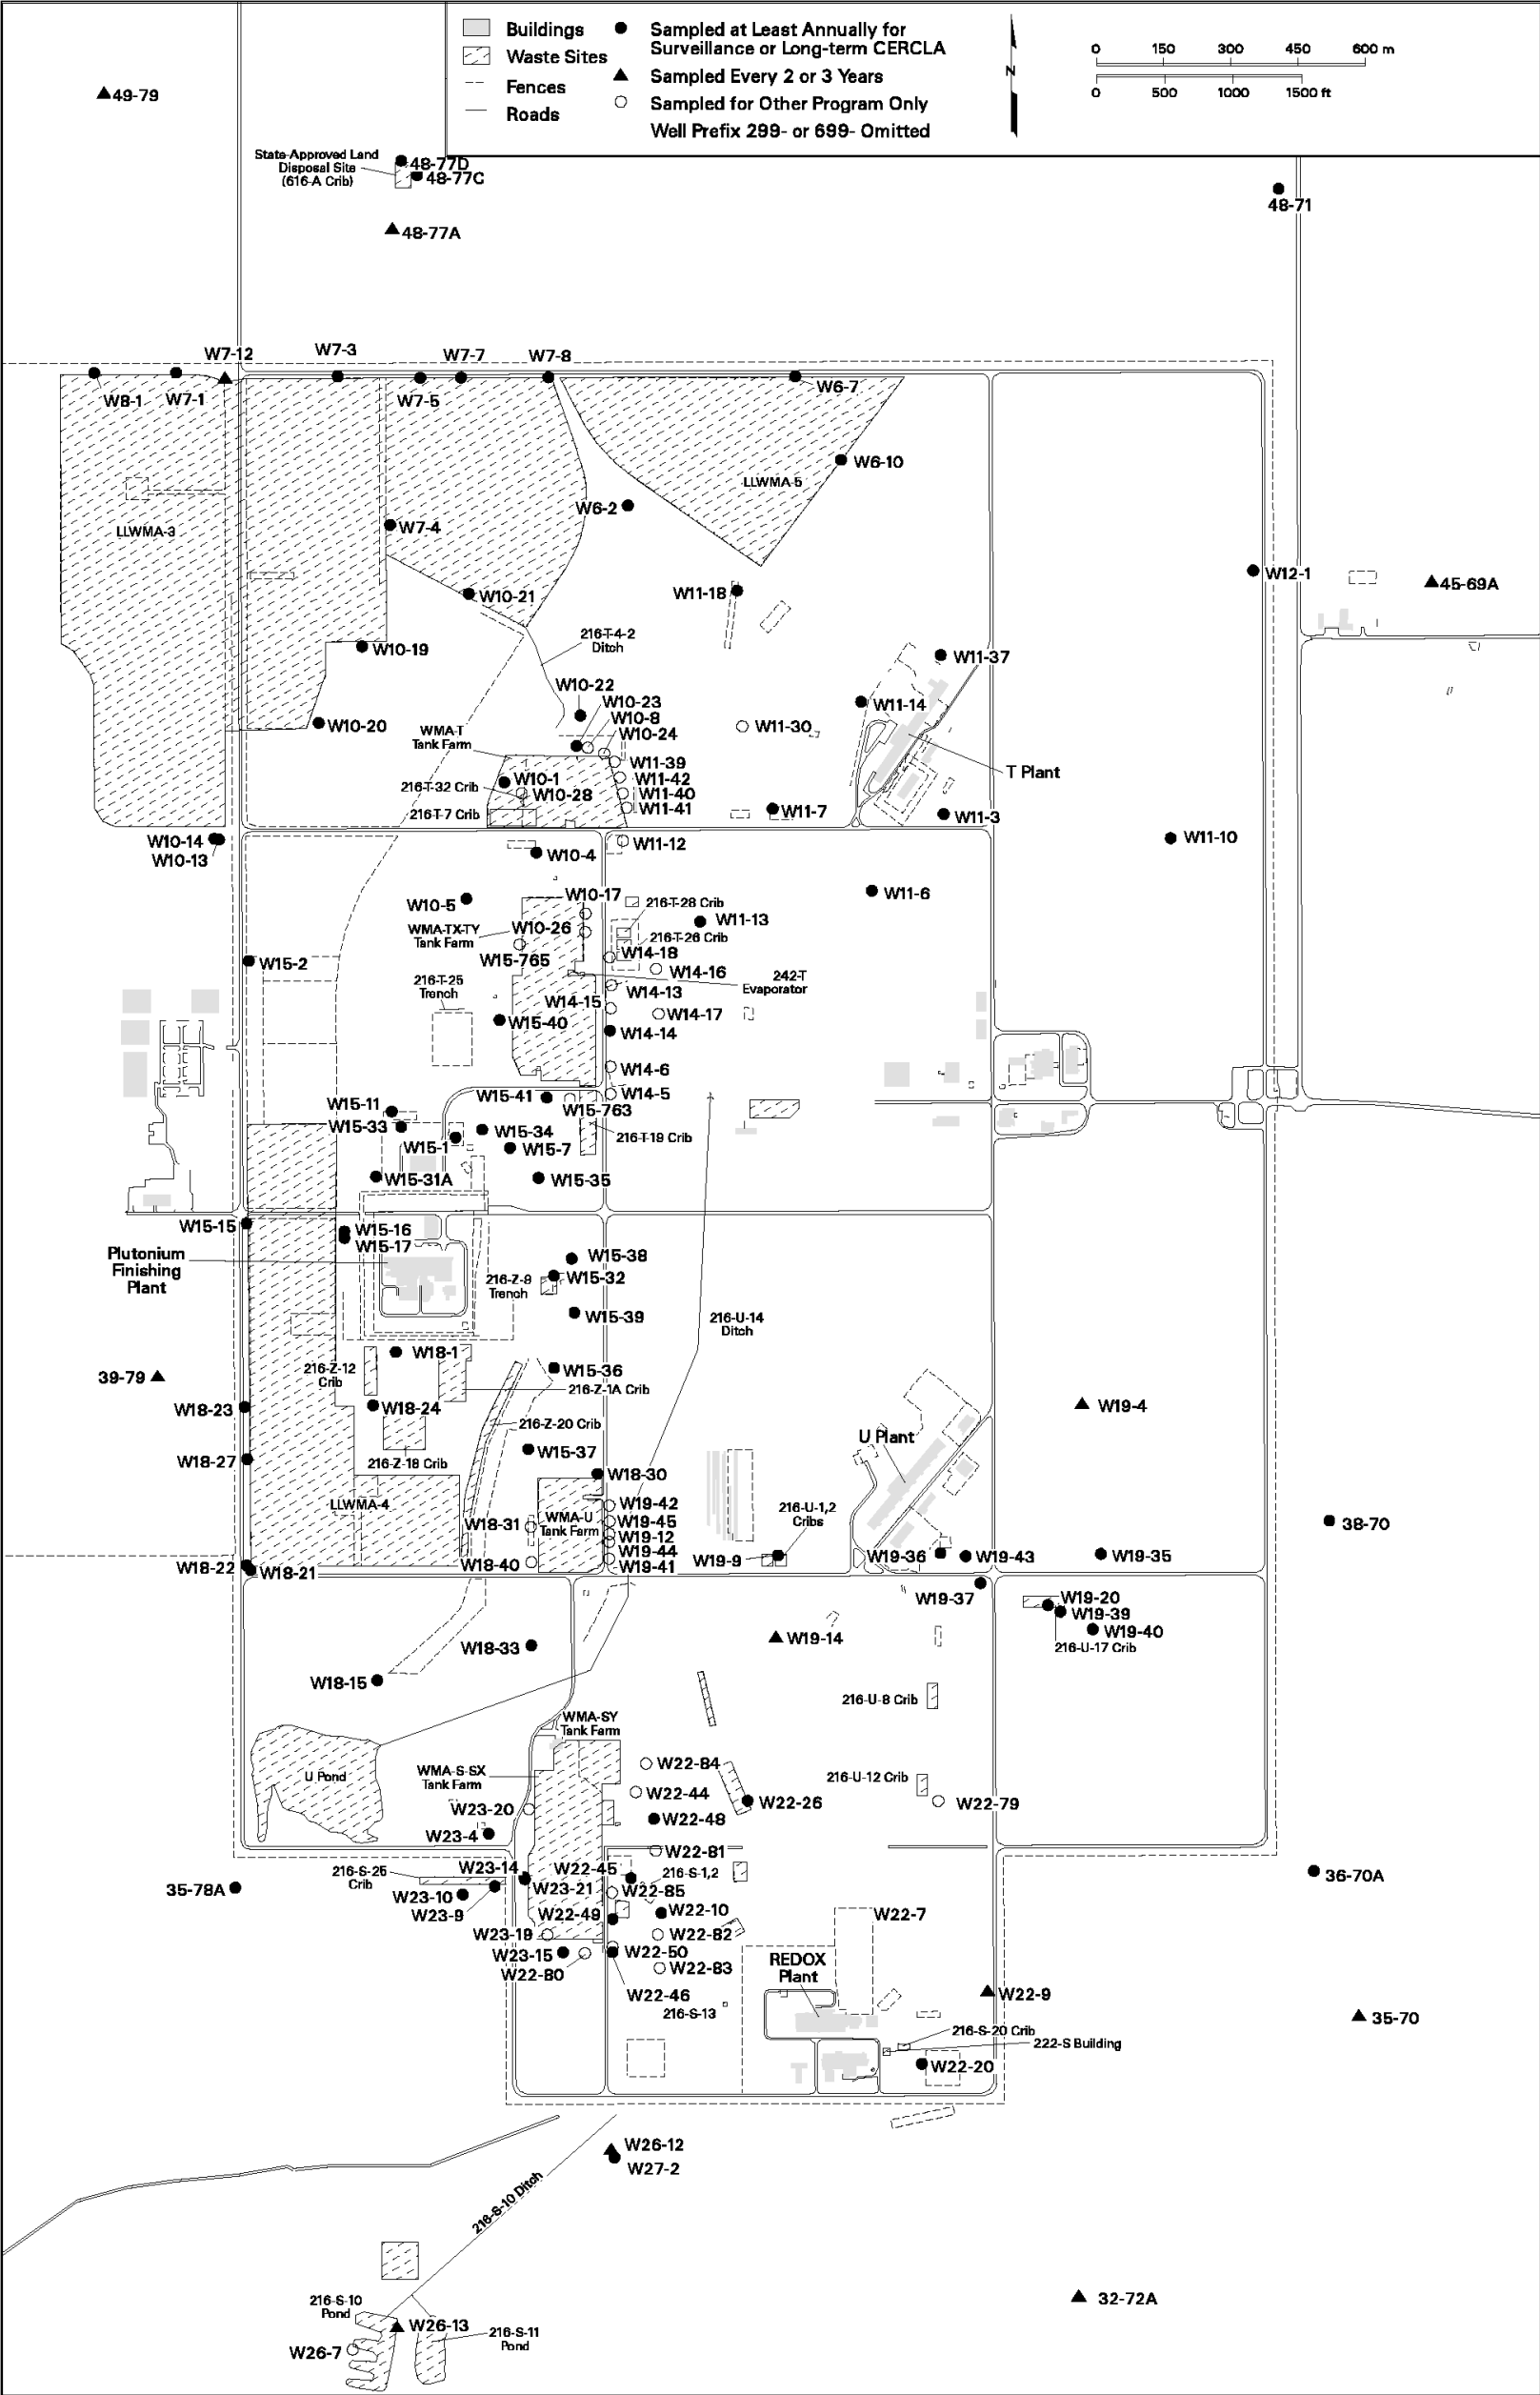 Buildings
Waste Sites
Fences
Roads
Sampled at Least Annually for
Surveillance or Long-term CERCLA
Sampled Every 2 or 3 Years
Sampled for Other Program Only
Well Prefix 299- or 699- Omitted
N
0 150 300 450 600 m
0 500 1000 1500 ft
49-79
State-Approved Land
Disposal Site
(616-A Crib)
48-77D
48-77C
48-77A
48-71
W7-12
W7-3
W7-7
W7-8
W8-1
W7-1
W7-5
W6-7
W6-10
LLWMA-5
W6-2
W7-4
LLWMA-3
W12-1
45-69A
W11-18
W10-21
216-T-4-2
Ditch
W10-19
W11-37
W10-22
W10-23
W10-8
W10-24
W11-14
W10-20
W11-30
WMA-T
Tank Farm
W11-39
T Plant
W10-1
W11-42
216-T-32 Crib
W10-28
W11-40
W11-41
216-T-7 Crib
W11-7
W11-3
W10-14
W10-13
W11-12
W11-10
W10-4
W10-5
W10-17
W11-6
216-T-28 Crib
W11-13
WMA-TX-TY
Tank Farm
W10-26
216-T-26 Crib
W15-765
W14-18
W15-2
W14-16
216-T-25
Trench
242-T
Evaporator
W14-13
W14-15
W14-17
W15-40
W14-14
W14-6
W14-5
W15-41
W15-763
W15-11
W15-33
W15-34
216-T-19 Crib
W15-1
W15-7
W15-31A
W15-35
W15-15
W15-16
W15-17
Plutonium
Finishing
Plant
W15-38
W15-32
216-Z-9
Trench
W15-39
216-U-14
Ditch
W18-1
216-Z-12
Crib
W15-36
39-79
216-Z-1A Crib
W18-23
W18-24
W19-4
216-Z-20 Crib
U Plant
W15-37
W18-27
216-Z-18 Crib
W18-30
LLWMA-4
W19-42
216-U-1,2
Cribs
W18-31
WMA-U
Tank Farm
W19-45
W19-12
38-70
W19-44
W18-40
W19-41
W19-9
W19-36
W19-43
W19-35
W18-22
W18-21
W19-37
W19-20
W19-39
W19-40
W18-33
W19-14
216-U-17 Crib
W18-15
216-U-8 Crib
WMA-SY
Tank Farm
U Pond
WMA-S-SX
Tank Farm
W22-84
216-U-12 Crib
W22-44
W23-20
W22-26
W22-79
W22-48
W23-4
W22-81
W23-14
W22-45
216-S-1,2
216-S-25
Crib
36-70A
35-78A
W23-21
W22-85
W23-10
W23-9
W22-49
W22-10
W22-7
W23-19
W22-82
W23-15
W22-50
W22-80
W22-83
REDOX
Plant
W22-46
W22-9
216-S-13
35-70
216-S-20 Crib
222-S Building
W22-20
W26-12
W27-2
216-S-10 Ditch
32-72A
216-S-10
Pond
W26-13
216-S-11
Pond
W26-7